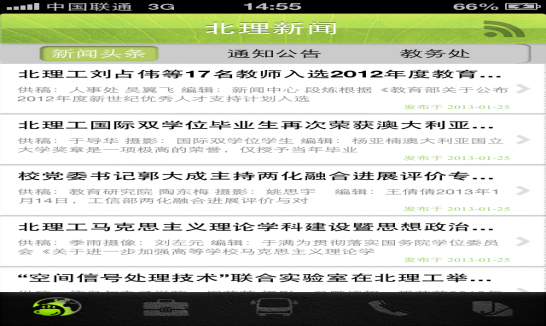 中国联通 3G 14:55 66%
北理新闻
新闻头条 通知公告 教务处
北理工刘占伟等17名教师入选2012年度教育...
供稿：人事处 吴翼飞 编辑：新闻中心 段炼根据《教育部关于公布
2012年度新世纪优秀人才支持计划入选
发布于 2013-01-25
北理工国际双学位毕业生再次荣获澳大利亚...
供稿：于导华 摄影：国际双学位学生 编辑：杨亚楠澳大利亚国立
大学奖章是一项极高的荣誉，仅授予当年毕业
发布于 2013-01-25
校党委书记郭大成主持两化融合进展评价专...
供稿：教育研究院 陶东梅 摄影：姚思宇 编辑：王倩倩2013年1
月14日，工信部两化融合进展评价与对
发布于 2013-01-25
北理工马克思主义理论学科建设暨思想政治...
供稿：季雨摄像：刘左元 编辑：于满为贯彻落实国务院学位委员
会《关于进一步加强高等学校马克思主义理论学
发布于 2013-01-25
“空间信号处理技术”联合实验室在北理工举...